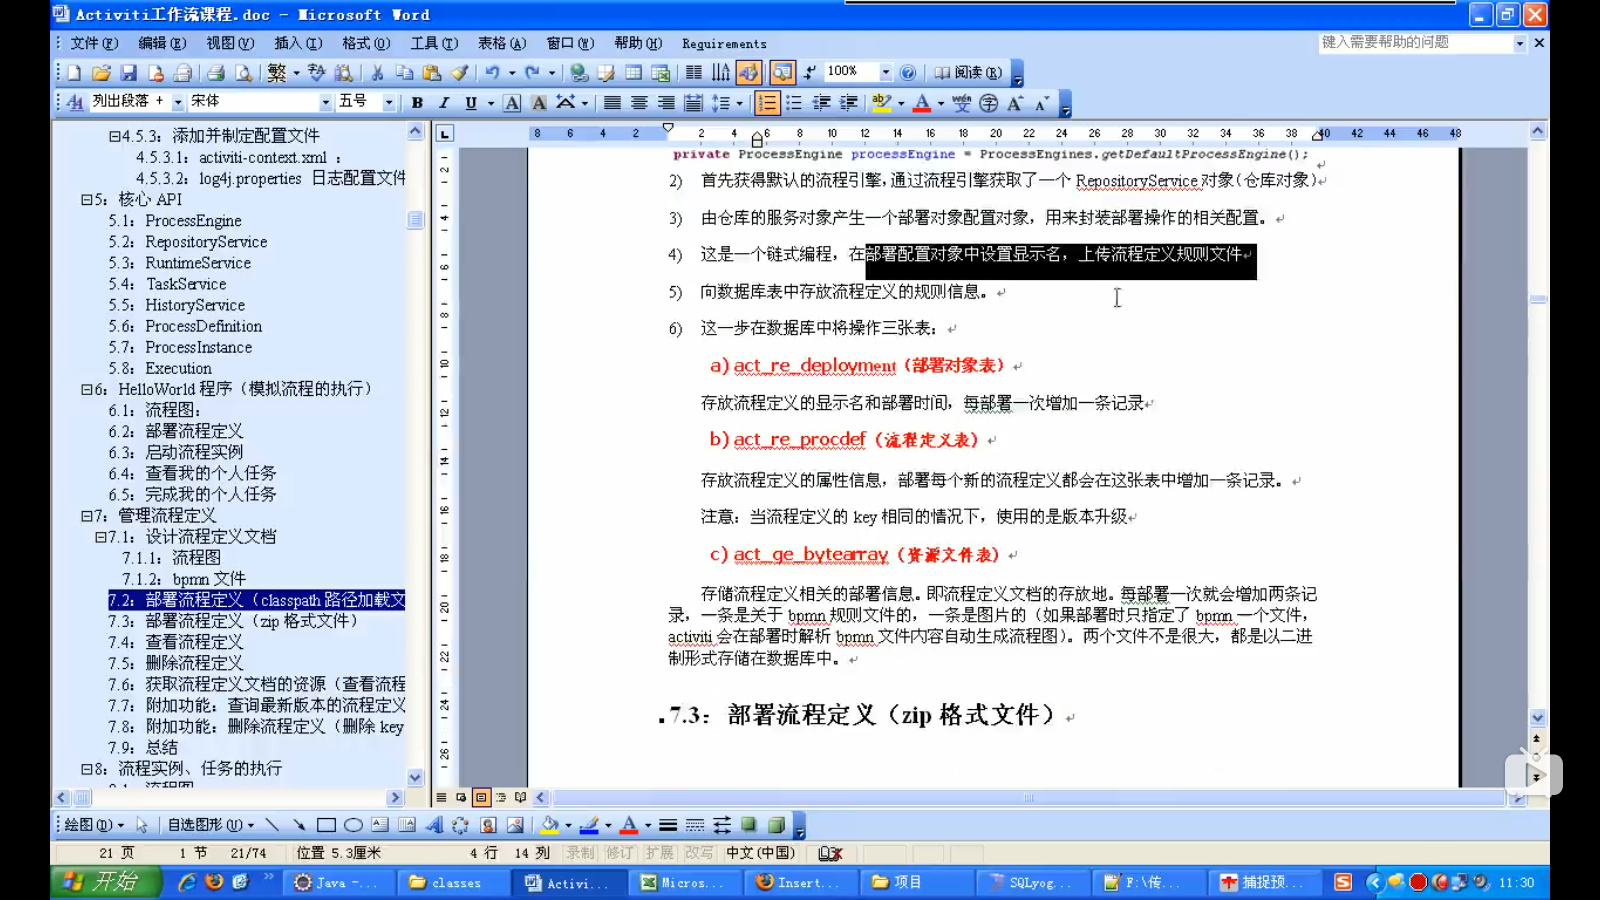 Activiti工作流课程.doc - Microsoft Word
文件(F) 编辑(E) 视图(V) 插入(I) 格式(O) 工具(T) 表格(A) 窗口(W) 帮助(H) Requirements
键入需要帮助的问题
100% 阅读(R)
列出段落 + 宋体 五号 B I U A A
8 6 4 2 2 4 6 8 10 12 14 16 18 20 22 24 26 28 30 32 34 36 38 40 42 44 46 48
4.5.3：添加并制定配置文件
4.5.3.1：activiti-context.xml ：
4.5.3.2：log4j.properties 日志配置文件
5：核心 API
5.1：ProcessEngine
5.2：RepositoryService
5.3：RuntimeService
5.4：TaskService
5.5：HistoryService
5.6：ProcessDefinition
5.7：ProcessInstance
5.8：Execution
6：HelloWorld 程序（模拟流程的执行）
6.1：流程图：
6.2：部署流程定义
6.3：启动流程实例
6.4：查看我的个人任务
6.5：完成我的个人任务
7：管理流程定义
7.1：设计流程定义文档
7.1.1：流程图
7.1.2：bpmn 文件
7.2：部署流程定义（classpath 路径加载文
7.3：部署流程定义（zip 格式文件）
7.4：查看流程定义
7.5：删除流程定义
7.6：获取流程定义文档的资源（查看流程
7.7：附加功能：查询最新版本的流程定义
7.8：附加功能：删除流程定义（删除 key
7.9：总结
8：流程实例、任务的执行
private ProcessEngine processEngine = ProcessEngines.getDefaultProcessEngine();
2) 首先获得默认的流程引擎，通过流程引擎获取了一个 RepositoryService 对象(仓库对象)
3) 由仓库的服务对象产生一个部署对象配置对象，用来封装部署操作的相关配置。
4) 这是一个链式编程，在部署配置对象中设置显示名，上传流程定义规则文件
5) 向数据库表中存放流程定义的规则信息。
6) 这一步在数据库中将操作三张表：
a) act_re_deployment（部署对象表）
存放流程定义的显示名和部署时间，每部署一次增加一条记录
b) act_re_procdef（流程定义表）
存放流程定义的属性信息，部署每个新的流程定义都会在这张表中增加一条记录。
注意：当流程定义的 key 相同的情况下，使用的是版本升级
c) act_ge_bytearray（资源文件表）
存储流程定义相关的部署信息。即流程定义文档的存放地。每部署一次就会增加两条记
录，一条是关于 bpmn 规则文件的，一条是图片的（如果部署时只指定了 bpmn 一个文件，
activiti 会在部署时解析 bpmn 文件内容自动生成流程图）。两个文件不是很大，都是以二进
制形式存储在数据库中。
7.3：部署流程定义（zip 格式文件）
绘图(D) 自选图形(U)
21 页 1 节 21/74 位置 5.3厘米 4 行 14 列 录制 修订 扩展 改写 中文(中国)
开始 Java -... classes Activi... Micros... Insert... 项目 SQLyog... F:\传... 捕捉预... 11:30